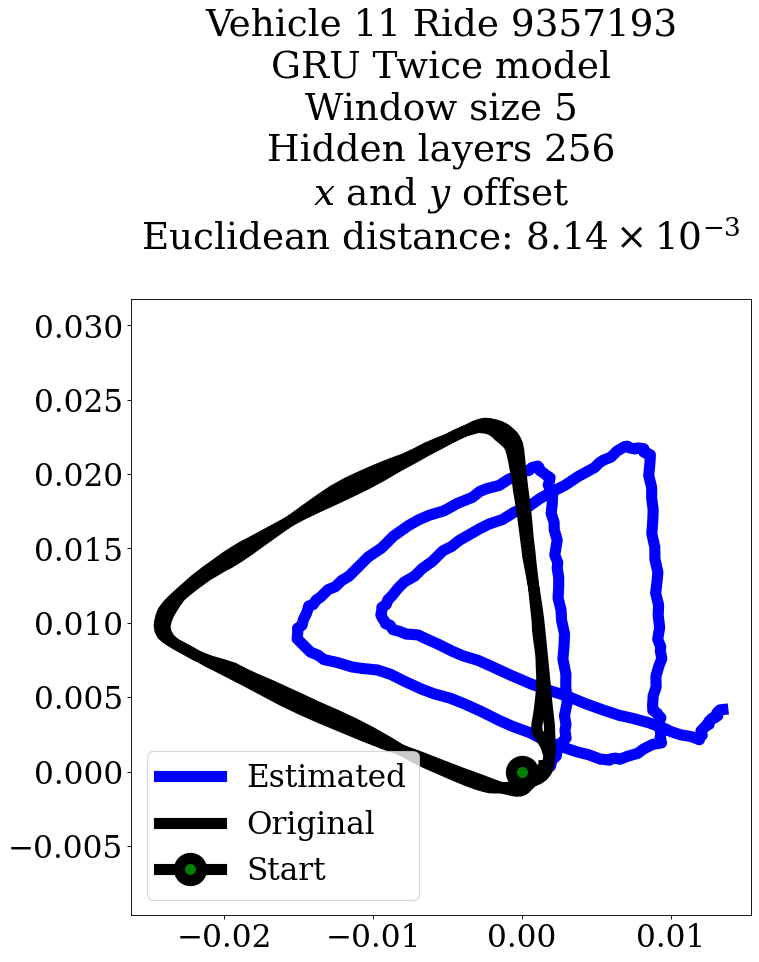 Vehicle 11 Ride 9357193
GRU Twice model
Window size 5
Hidden layers 256
x and y offset
Euclidean distance: 8.14 × 10⁻³
0.030
0.025
0.020
0.015
0.010
0.005
0.000
−0.005
Estimated
Original
Start
−0.02 −0.01 0.00 0.01